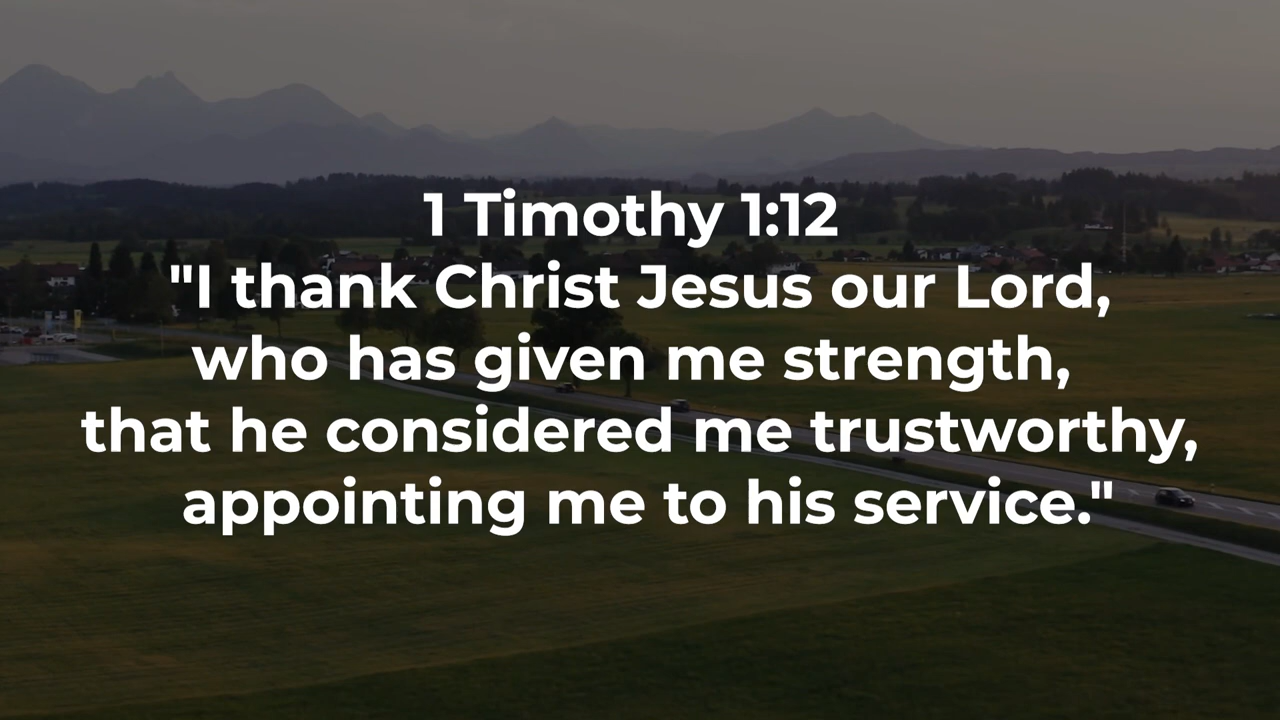 1 Timothy 1:12
"I thank Christ Jesus our Lord,
who has given me strength,
that he considered me trustworthy,
appointing me to his service."